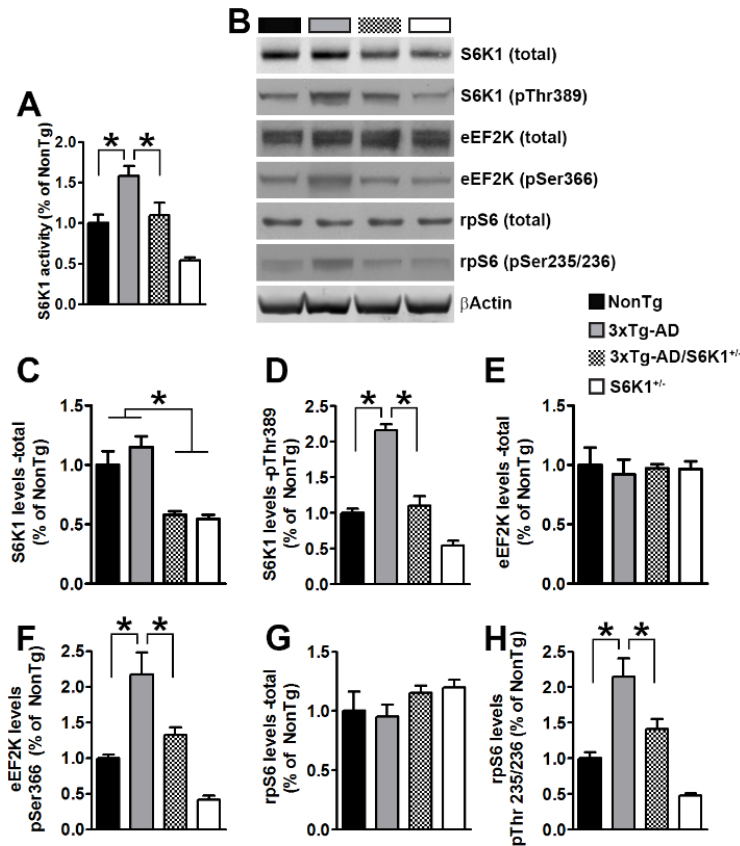 A
S6K1 activity (% of NonTg)
2.0
1.5
1.0
0.5
0.0
* *
B
S6K1 (total)
S6K1 (pThr389)
eEF2K (total)
eEF2K (pSer366)
rpS6 (total)
rpS6 (pSer235/236)
βActin
NonTg
3xTg-AD
3xTg-AD/S6K1+/-
S6K1+/-
C
S6K1 levels -total
(% of NonTg)
1.5
1.0
0.5
0.0
*
D
S6K1 levels -pThr389
(% of NonTg)
2.5
2.0
1.5
1.0
0.5
0.0
* *
E
eEF2K levels -total
(% of NonTg)
1.5
1.0
0.5
0.0
F
eEF2K levels
pSer366 (% of NonTg)
2.5
2.0
1.5
1.0
0.5
0.0
* *
G
rpS6 levels -total
(% of NonTg)
1.5
1.0
0.5
0.0
H
rpS6 levels
pThr 235/236 (% of NonTg)
2.5
2.0
1.5
1.0
0.5
0.0
* *